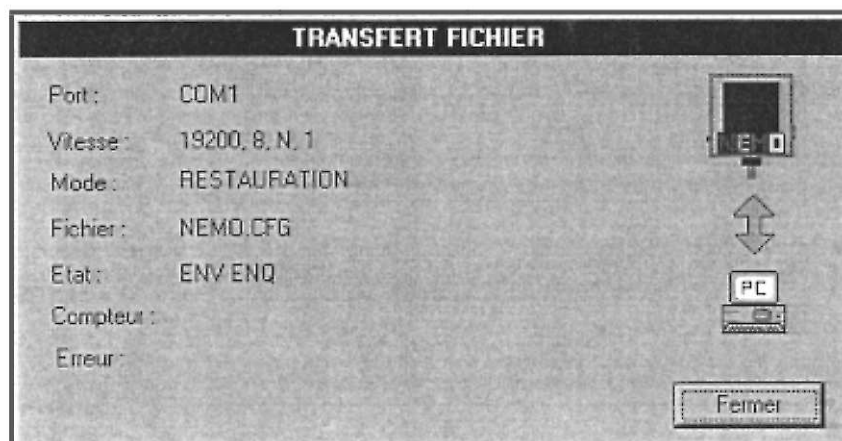 TRANSFERT FICHIER
Port : COM1
Vitesse : 19200, 8, N, 1
Mode : RESTAURATION
Fichier : NEMO.CFG
Etat : ENV ENQ
Compteur :
Erreur :
NEMO
PC
Fermer